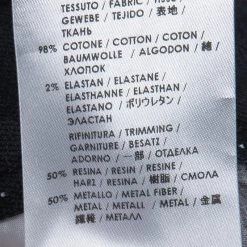 TESSUTO / FABRIC / TISSU /
GEWEBE / TEJIDO / 表地 /
ТКАНЬ
98% COTONE / COTTON / COTON /
BAUMWOLLE / ALGODON / 綿 /
ХЛОПОК
2% ELASTAN / ELASTANE /
ELASTHANNE / ELASTHAN /
ELASTANO / ポリウレタン /
ЭЛАСТАН
RIFINITURA / TRIMMING /
GARNITURE / BESATZ /
ADORNO / 一部 / ОТДЕЛКА
50% RESINA / RESIN / RESINE /
HARZ / RESINA / 樹脂 / СМОЛА
50% METALLO / METAL FIBER /
METAL / METALL / METAL / 金属
/ МЕТАЛЛ